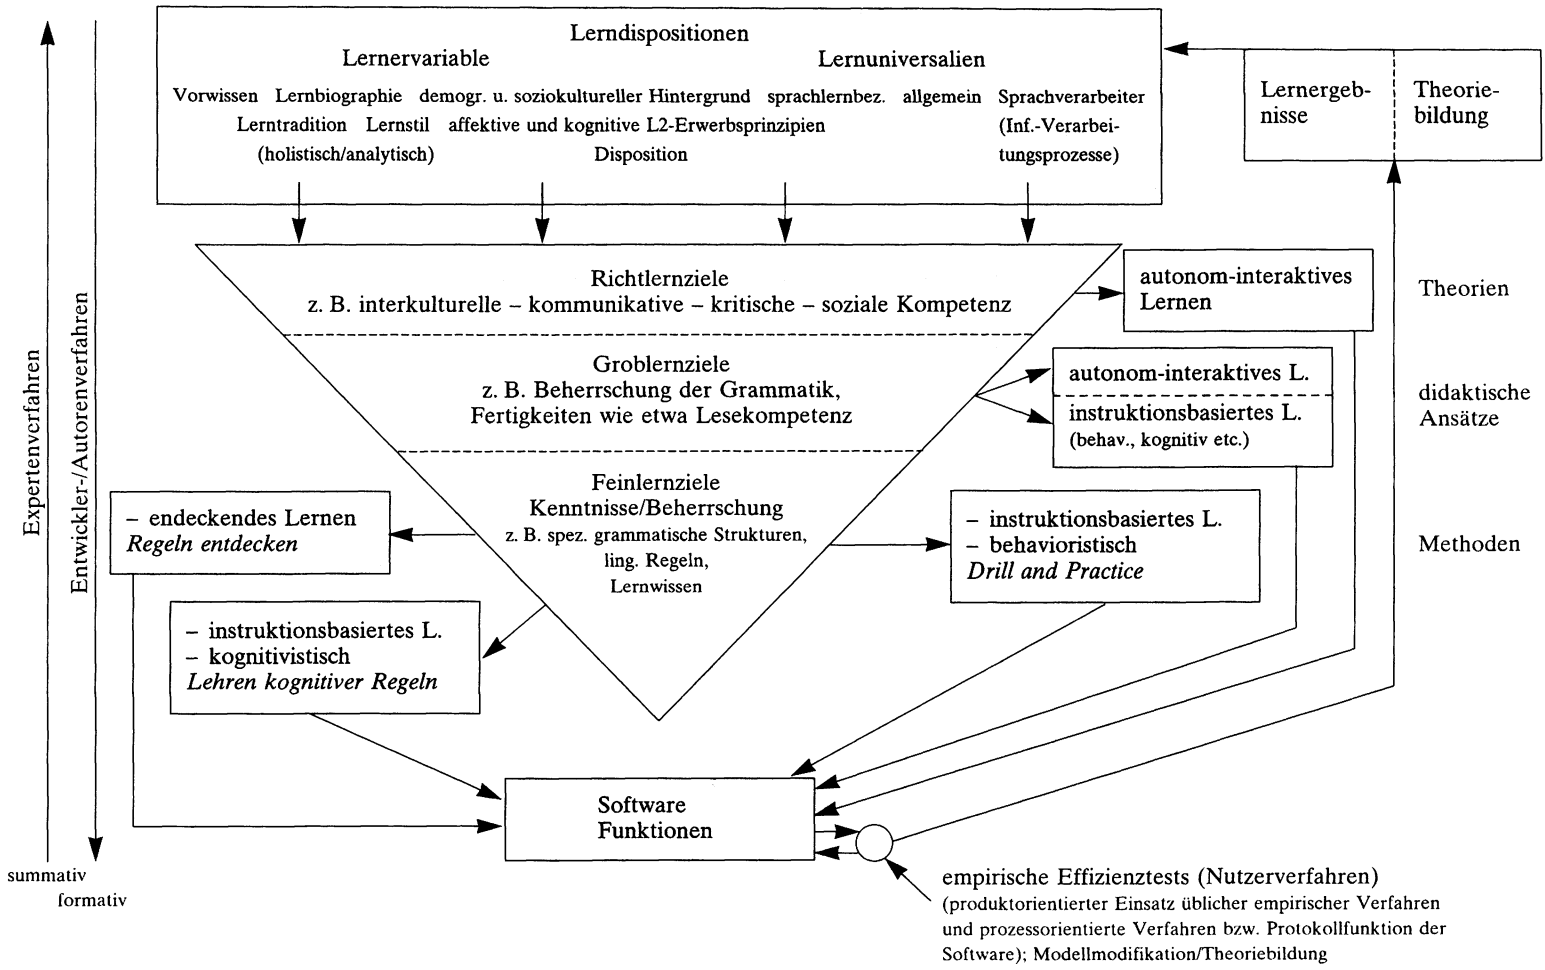 Lerndispositionen
Lernervariable
Lernuniversalien
Vorwissen Lernbiographie demogr. u. soziokultureller Hintergrund sprachlernbez. allgemein Sprachverarbeiter
Lerntradition Lernstil affektive und kognitive L2-Erwerbsprinzipien (Inf.-Verarbei-
(holistisch/analytisch) Disposition tungsprozesse)
Lernergeb-
nisse
Theorie-
bildung
Richtlernziele
z. B. interkulturelle – kommunikative – kritische – soziale Kompetenz
autonom-interaktives
Lernen
Theorien
Groblernziele
z. B. Beherrschung der Grammatik,
Fertigkeiten wie etwa Lesekompetenz
autonom-interaktives L.
instruktionsbasiertes L.
(behav., kognitiv etc.)
didaktische
Ansätze
Feinlernziele
Kenntnisse/Beherrschung
z. B. spez. grammatische Strukturen,
ling. Regeln,
Lernwissen
– endeckendes Lernen
Regeln entdecken
– instruktionsbasiertes L.
– behavioristisch
Drill and Practice
Methoden
– instruktionsbasiertes L.
– kognitivistisch
Lehren kognitiver Regeln
Software
Funktionen
Expertenverfahren
Entwickler-/Autorenverfahren
summativ
formativ
empirische Effizienztests (Nutzerverfahren)
(produktorientierter Einsatz üblicher empirischer Verfahren
und prozessorientierte Verfahren bzw. Protokollfunktion der
Software); Modellmodifikation/Theoriebildung